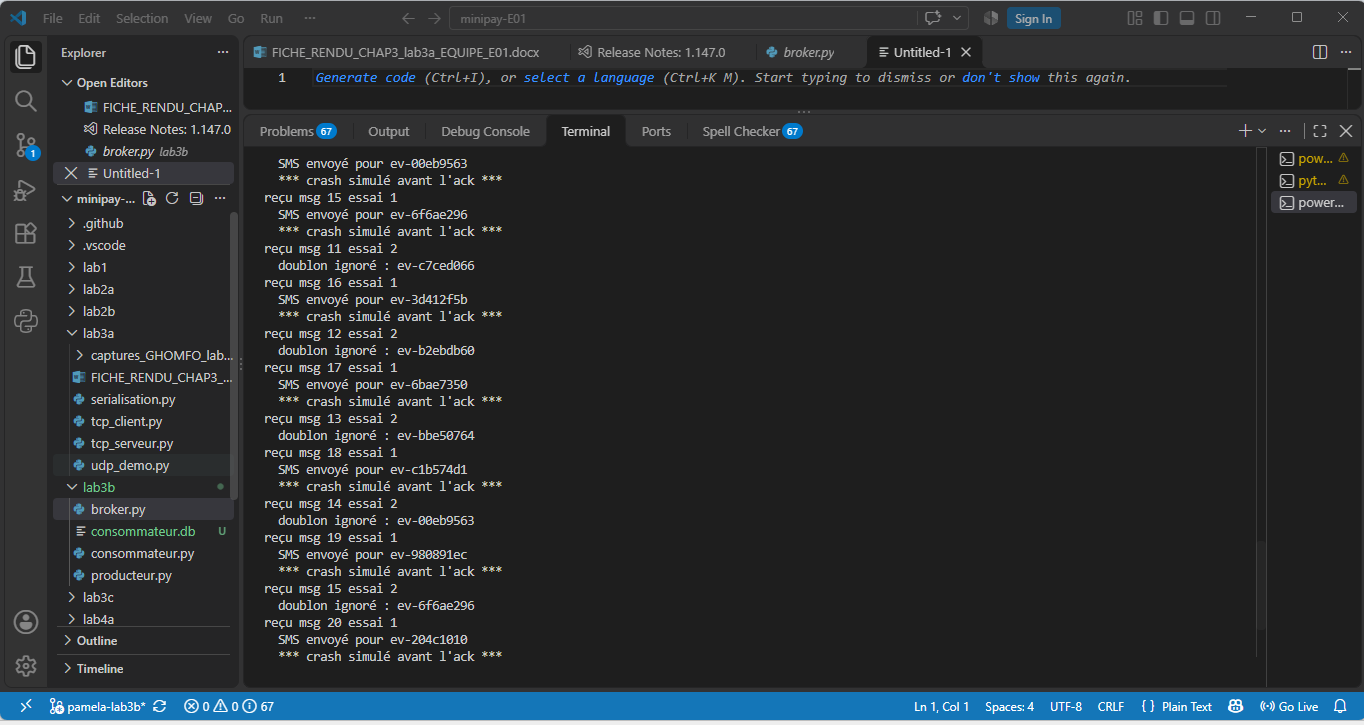 File Edit Selection View Go Run ··· minipay-E01 Sign In
Explorer ···
FICHE_RENDU_CHAP3_lab3a_EQUIPE_E01.docx Release Notes: 1.147.0 broker.py Untitled-1
1 Generate code (Ctrl+I), or select a language (Ctrl+K M). Start typing to dismiss or don't show this again.
Open Editors
FICHE_RENDU_CHAP...
Release Notes: 1.147.0
broker.py lab3b
Untitled-1
minipay-...
.github
.vscode
lab1
lab2a
lab2b
lab3a
captures_GHOMFO_lab...
FICHE_RENDU_CHAP3_...
serialisation.py
tcp_client.py
tcp_serveur.py
udp_demo.py
lab3b
broker.py
consommateur.db U
consommateur.py
producteur.py
lab3c
lab4a
Outline
Timeline
Problems 67 Output Debug Console Terminal Ports Spell Checker 67
SMS envoyé pour ev-00eb9563
*** crash simulé avant l'ack ***
reçu msg 15 essai 1
SMS envoyé pour ev-6f6ae296
*** crash simulé avant l'ack ***
reçu msg 11 essai 2
doublon ignoré : ev-c7ced066
reçu msg 16 essai 1
SMS envoyé pour ev-3d412f5b
*** crash simulé avant l'ack ***
reçu msg 12 essai 2
doublon ignoré : ev-b2ebdb60
reçu msg 17 essai 1
SMS envoyé pour ev-6bae7350
*** crash simulé avant l'ack ***
reçu msg 13 essai 2
doublon ignoré : ev-bbe50764
reçu msg 18 essai 1
SMS envoyé pour ev-c1b574d1
*** crash simulé avant l'ack ***
reçu msg 14 essai 2
doublon ignoré : ev-00eb9563
reçu msg 19 essai 1
SMS envoyé pour ev-980891ec
*** crash simulé avant l'ack ***
reçu msg 15 essai 2
doublon ignoré : ev-6f6ae296
reçu msg 20 essai 1
SMS envoyé pour ev-204c1010
*** crash simulé avant l'ack ***
pow...
pyt...
power...
1
pamela-lab3b* 0 0 67 Ln 1, Col 1 Spaces: 4 UTF-8 CRLF { } Plain Text Go Live